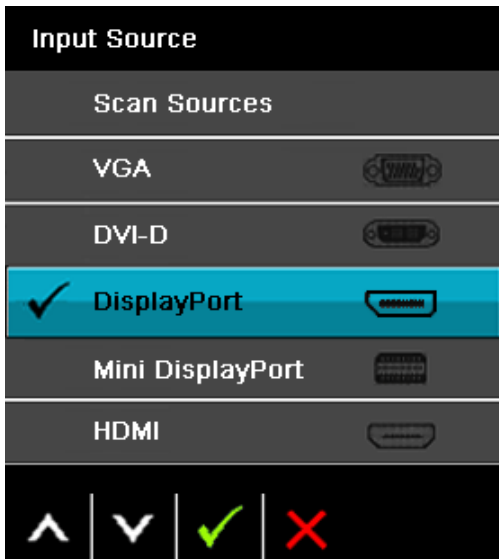 Input Source
Scan Sources
VGA
DVI-D
DisplayPort
Mini DisplayPort
HDMI